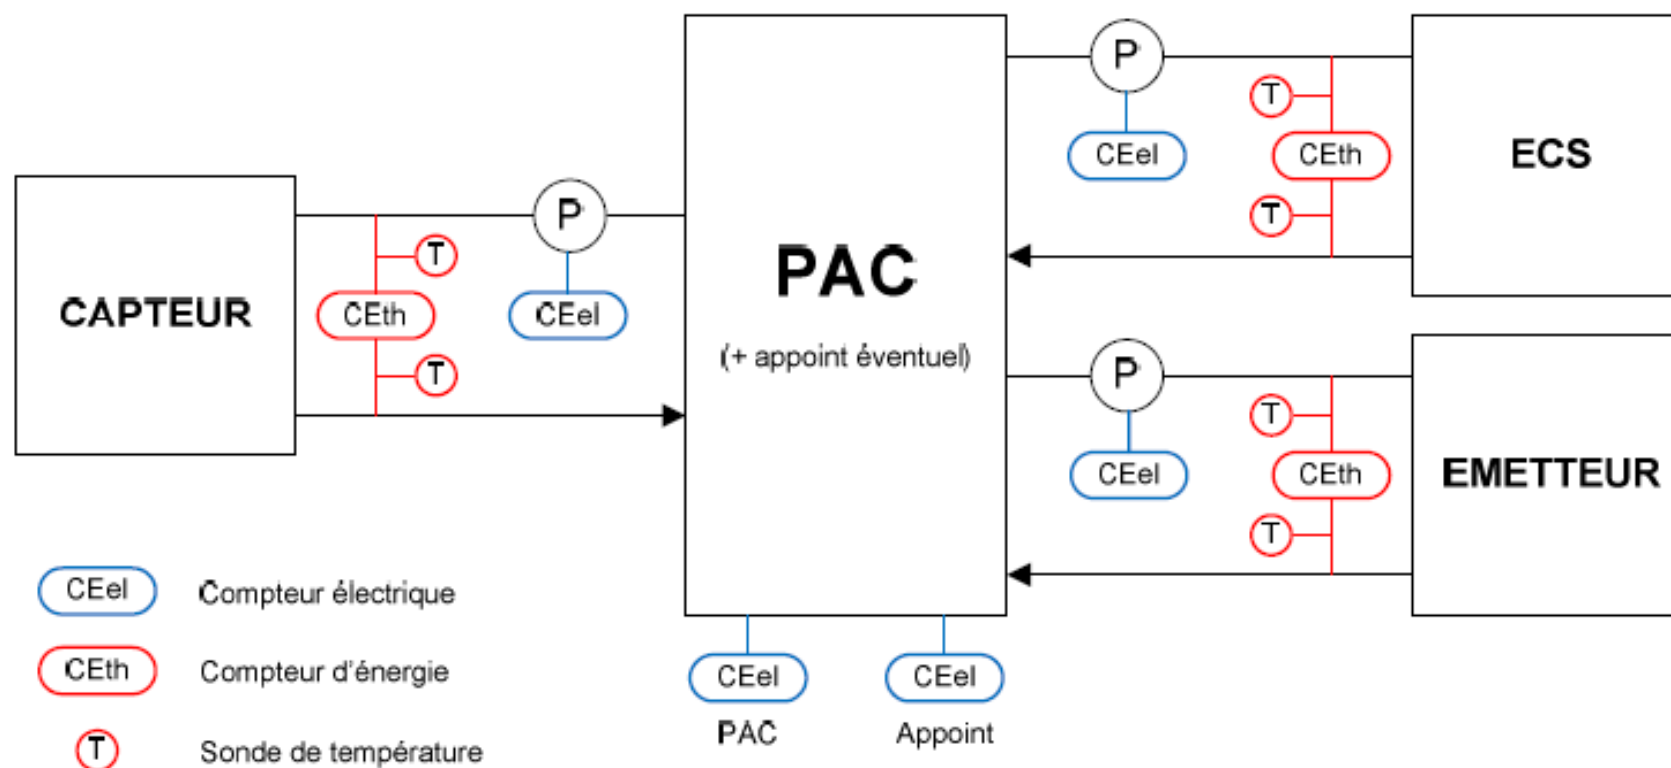 P
T
CEel
CEth
T
ECS
CAPTEUR
T
CEth
T
P
CEel
PAC
(+ appoint éventuel)
P
T
CEel
CEth
T
EMETTEUR
CEel
PAC
CEel
Appoint
CEel Compteur électrique
CEth Compteur d'énergie
T Sonde de température